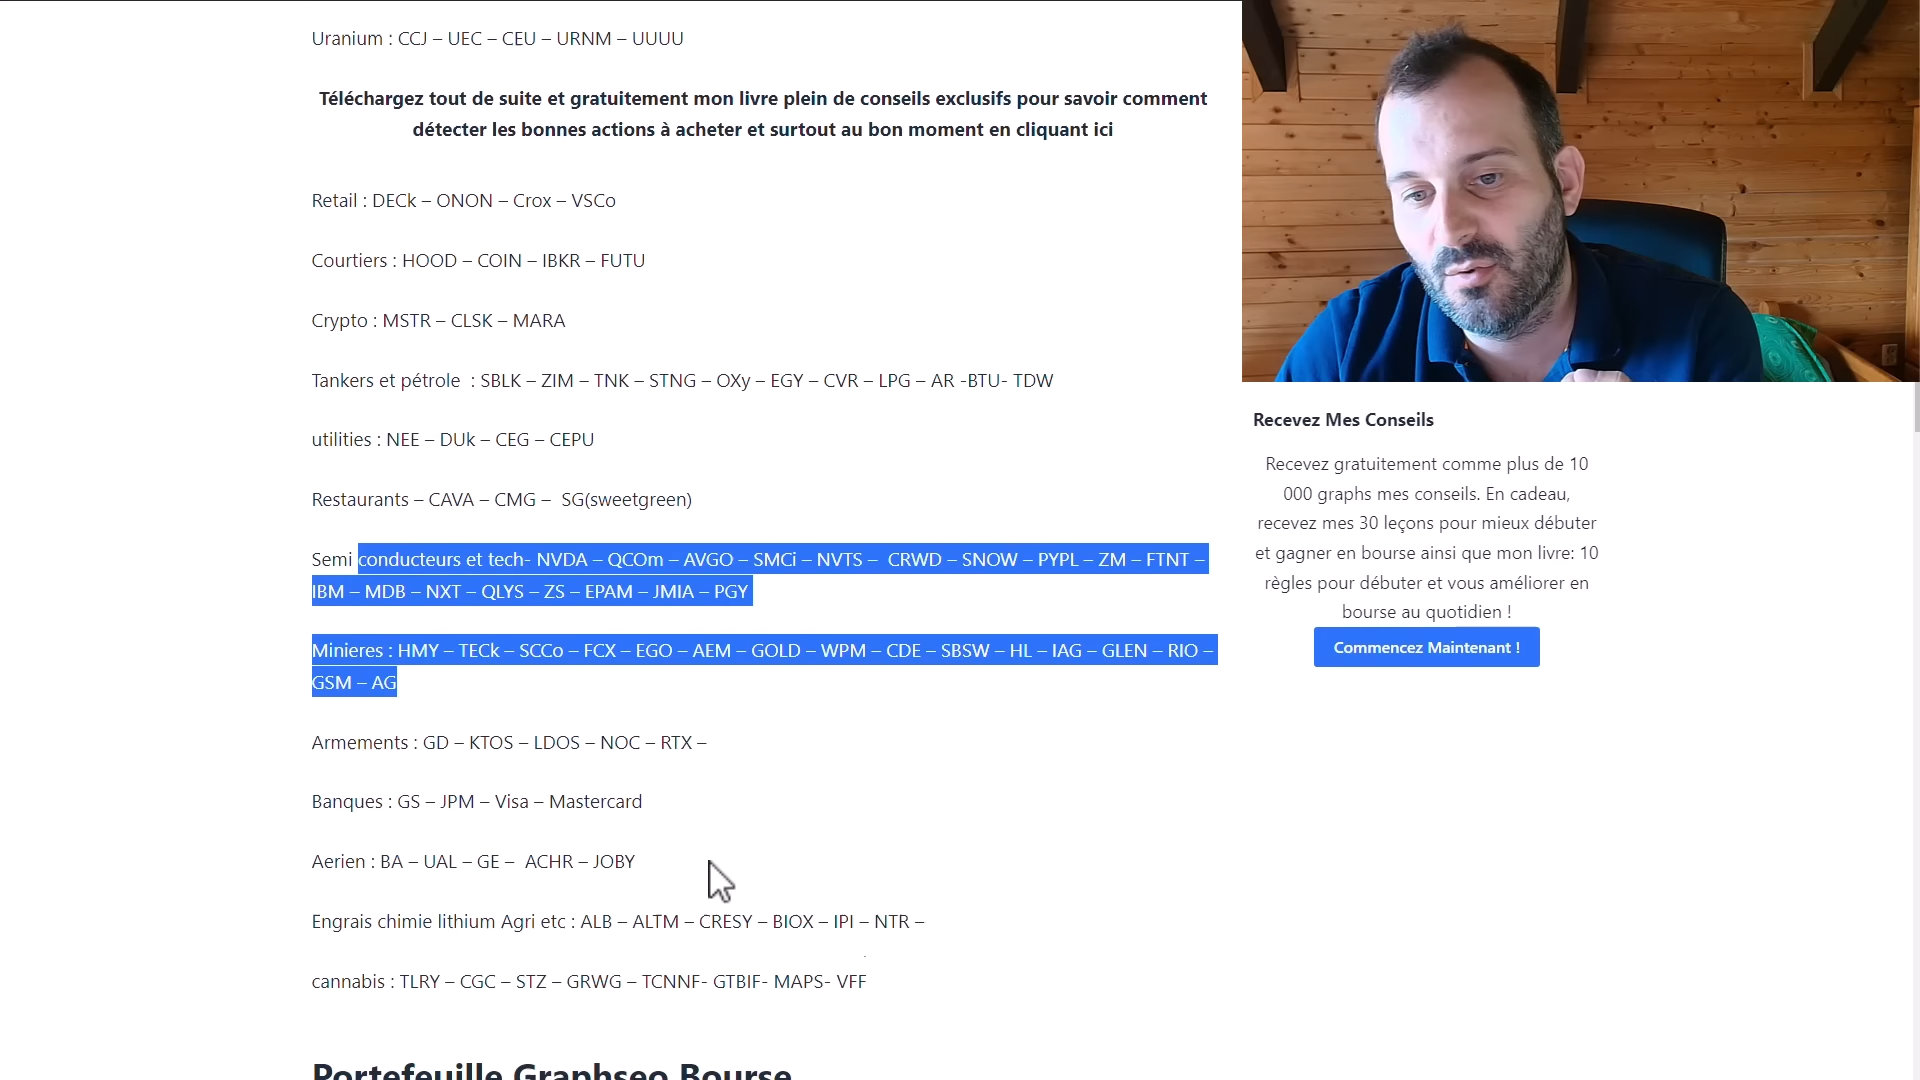 Uranium : CCJ – UEC – CEU – URNM – UUUU
Téléchargez tout de suite et gratuitement mon livre plein de conseils exclusifs pour savoir comment
détecter les bonnes actions à acheter et surtout au bon moment en cliquant ici
Retail : DECk – ONON – Crox – VSCo
Courtiers : HOOD – COIN – IBKR – FUTU
Crypto : MSTR – CLSK – MARA
Tankers et pétrole  : SBLK – ZIM – TNK – STNG – OXy – EGY – CVR – LPG – AR -BTU- TDW
utilities : NEE – DUk – CEG – CEPU
Restaurants – CAVA – CMG –  SG(sweetgreen)
Semi conducteurs et tech- NVDA – QCOm – AVGO – SMCi – NVTS –  CRWD – SNOW – PYPL – ZM – FTNT –
IBM – MDB – NXT – QLYS – ZS – EPAM – JMIA – PGY
Minieres : HMY – TECk – SCCo – FCX – EGO – AEM – GOLD – WPM – CDE – SBSW – HL – IAG – GLEN – RIO –
GSM – AG
Armements : GD – KTOS – LDOS – NOC – RTX –
Banques : GS – JPM – Visa – Mastercard
Aerien : BA – UAL – GE –  ACHR – JOBY
Engrais chimie lithium Agri etc : ALB – ALTM – CRESY – BIOX – IPI – NTR –
cannabis : TLRY – CGC – STZ – GRWG – TCNNF- GTBIF- MAPS- VFF
Portefeuille Graphseo Bourse
Recevez Mes Conseils
Recevez gratuitement comme plus de 10
000 graphs mes conseils. En cadeau,
recevez mes 30 leçons pour mieux débuter
et gagner en bourse ainsi que mon livre: 10
règles pour débuter et vous améliorer en
bourse au quotidien !
Commencez Maintenant !